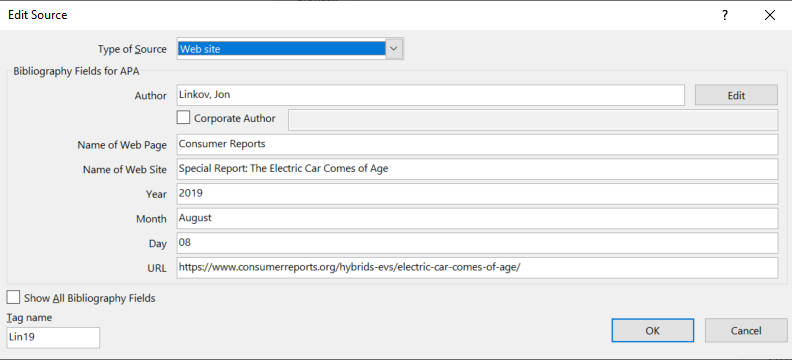 Edit Source ? ×
Type of Source Web site
Bibliography Fields for APA
Author Linkov, Jon Edit
Corporate Author
Name of Web Page Consumer Reports
Name of Web Site Special Report: The Electric Car Comes of Age
Year 2019
Month August
Day 08
URL https://www.consumerreports.org/hybrids-evs/electric-car-comes-of-age/
Show All Bibliography Fields
Tag name
Lin19 OK Cancel